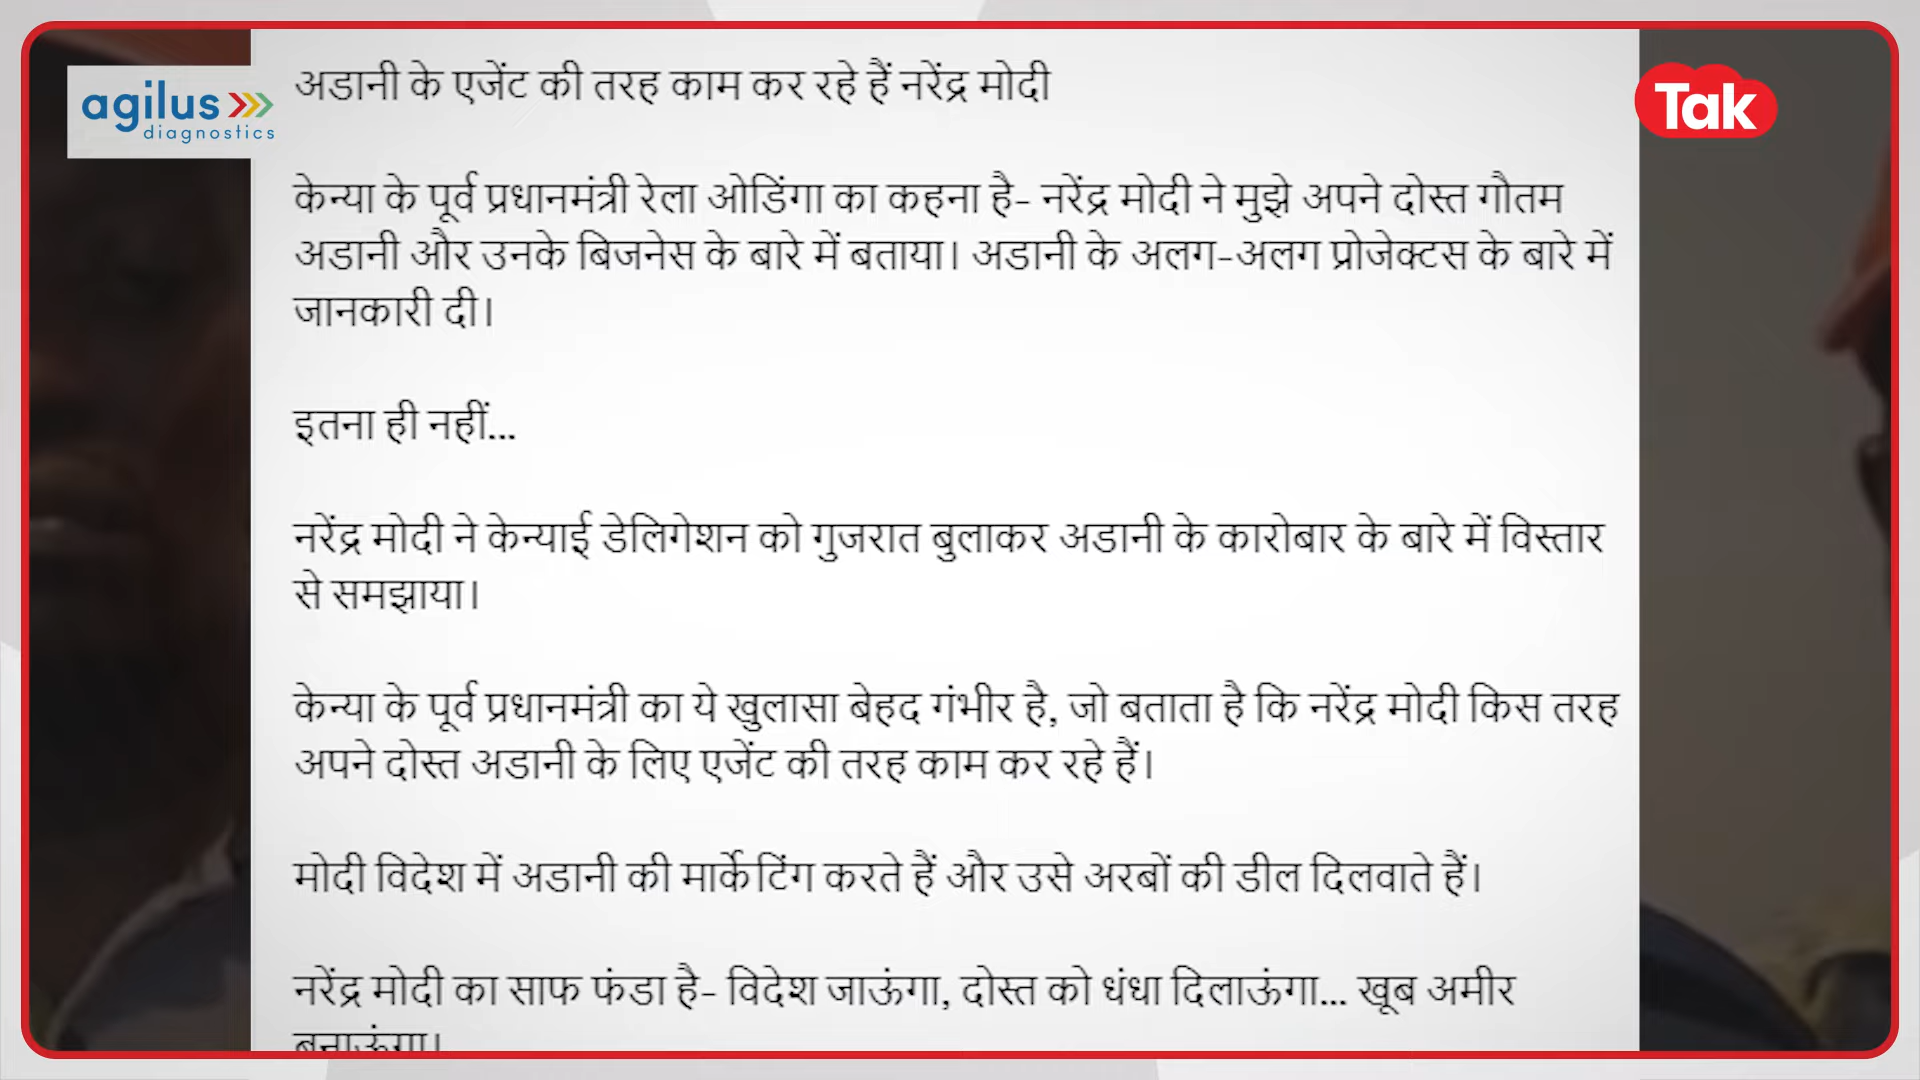 agilus
diagnostics
Tak
अडानी के एजेंट की तरह काम कर रहे हैं नरेंद्र मोदी
केन्या के पूर्व प्रधानमंत्री रेला ओडिंगा का कहना है- नरेंद्र मोदी ने मुझे अपने दोस्त गौतम
अडानी और उनके बिजनेस के बारे में बताया। अडानी के अलग-अलग प्रोजेक्टस के बारे में
जानकारी दी।
इतना ही नहीं...
नरेंद्र मोदी ने केन्याई डेलिगेशन को गुजरात बुलाकर अडानी के कारोबार के बारे में विस्तार
से समझाया।
केन्या के पूर्व प्रधानमंत्री का ये खुलासा बेहद गंभीर है, जो बताता है कि नरेंद्र मोदी किस तरह
अपने दोस्त अडानी के लिए एजेंट की तरह काम कर रहे हैं।
मोदी विदेश में अडानी की मार्केटिंग करते हैं और उसे अरबों की डील दिलवाते हैं।
नरेंद्र मोदी का साफ फंडा है- विदेश जाऊंगा, दोस्त को धंधा दिलाऊंगा... खूब अमीर
बनाऊंगा।